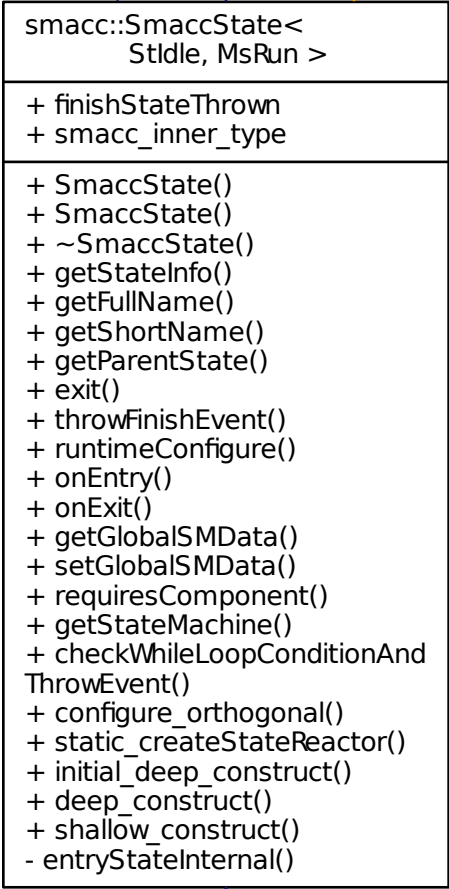 smacc::SmaccState<
StIdle, MsRun >
+ finishStateThrown
+ smacc_inner_type
+ SmaccState()
+ SmaccState()
+ ~SmaccState()
+ getStateInfo()
+ getFullName()
+ getShortName()
+ getParentState()
+ exit()
+ throwFinishEvent()
+ runtimeConfigure()
+ onEntry()
+ onExit()
+ getGlobalSMData()
+ setGlobalSMData()
+ requiresComponent()
+ getStateMachine()
+ checkWhileLoopConditionAnd
ThrowEvent()
+ configure_orthogonal()
+ static_createStateReactor()
+ initial_deep_construct()
+ deep_construct()
+ shallow_construct()
- entryStateInternal()